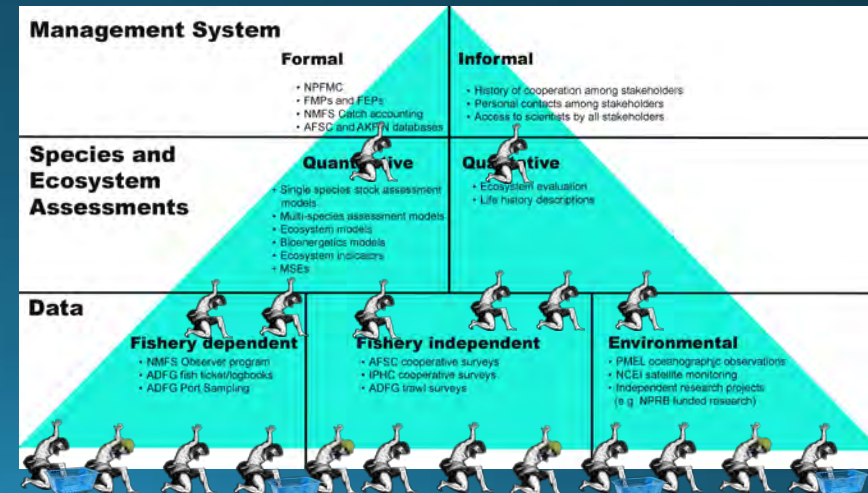 Management System
Formal
• NPFMC
• FMPs and FEPs
• NMFS Catch accounting
• AFSC and AKFIN databases
Informal
• History of cooperation among stakeholders
• Personal contacts among stakeholders
• Access to scientists by all stakeholders
Species and
Ecosystem
Assessments
Quantitative
• Single species stock assessment
models
• Multi-species assessment models
• Ecosystem models
• Bioenergetics models
• Ecosystem indicators
• MSEs
Qualitative
• Ecosystem evaluation
• Life history descriptions
Data
Fishery dependent
• NMFS Observer program
• ADFG fish ticket/logbooks
• ADFG Port Sampling
Fishery independent
• AFSC cooperative surveys
• IPHC cooperative surveys
• ADFG trawl surveys
Environmental
• PMEL oceanographic observations
• NCEI satellite monitoring
• Independent research projects
(e.g. NPRB funded research)